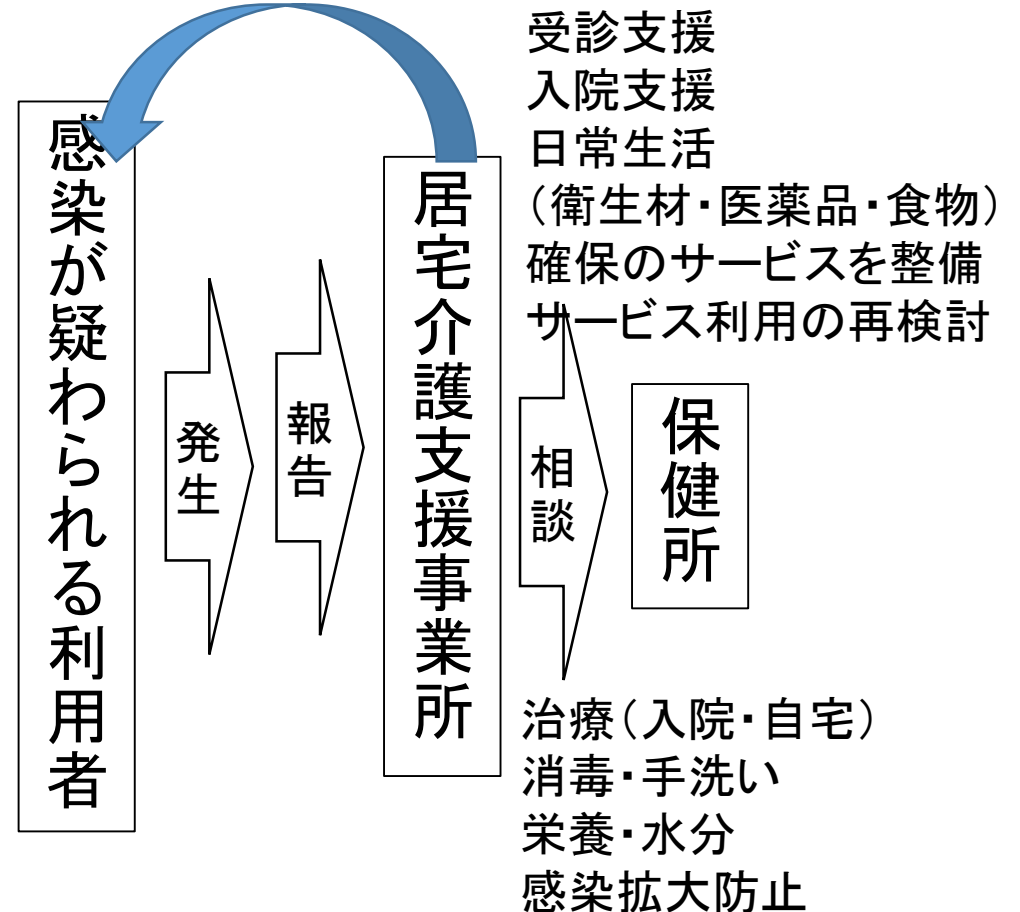 感染が疑わられる利用者
発生
報告
居宅介護支援事業所
受診支援
入院支援
日常生活
（衛生材・医薬品・食物）
確保のサービスを整備
サービス利用の再検討
相談
保健所
治療（入院・自宅）
消毒・手洗い
栄養・水分
感染拡大防止